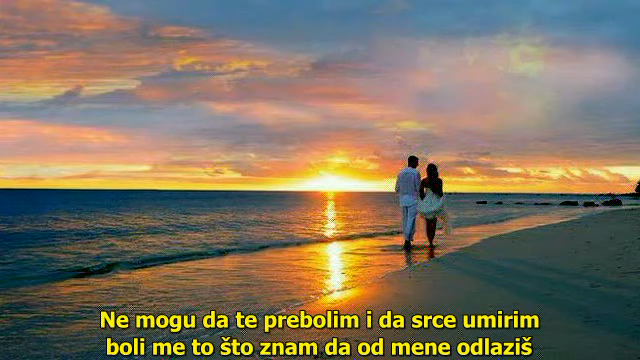 Ne mogu da te prebolim i da srce umirim
boli me to što znam da od mene odlaziš